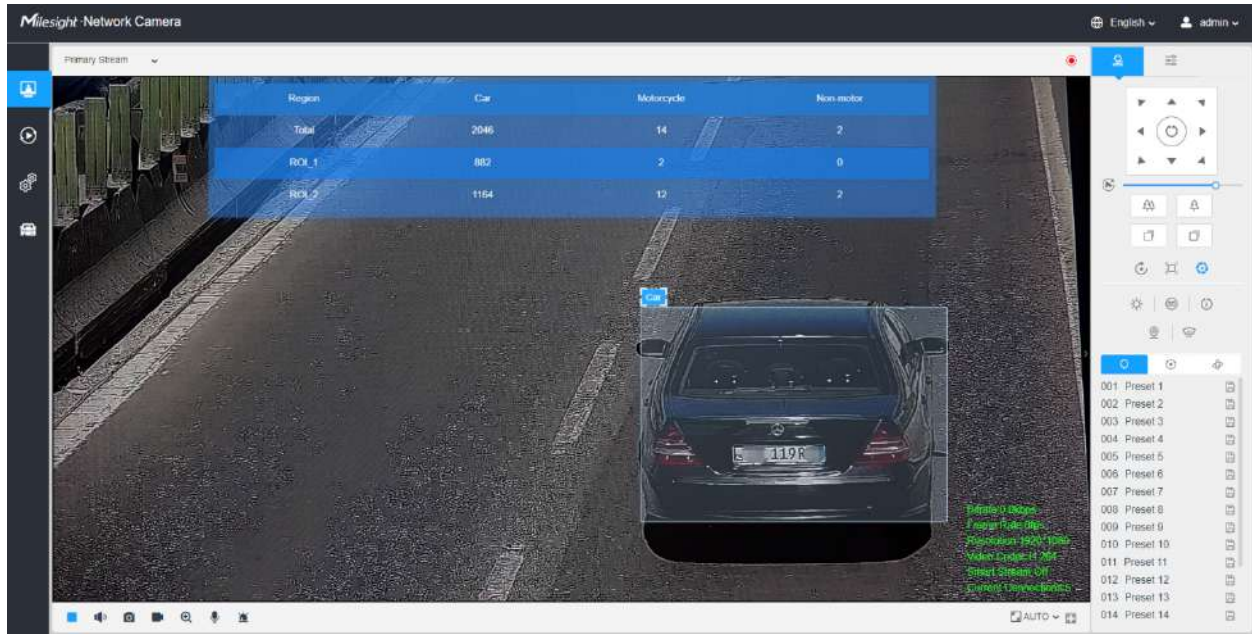 Milesight Network Camera
English
admin
Primary Stream
Region Car Motorcycle Non-motor
Total 2046 14 2
ROI_1 882 2 0
ROI_2 1164 12 2
Car
119R
Resolution 1920*1080
Smart Stream Off
Current Connections 5
001 Preset 1
002 Preset 2
003 Preset 3
004 Preset 4
005 Preset 5
006 Preset 6
007 Preset 7
008 Preset 8
009 Preset 9
010 Preset 10
011 Preset 11
012 Preset 12
013 Preset 13
014 Preset 14
AUTO